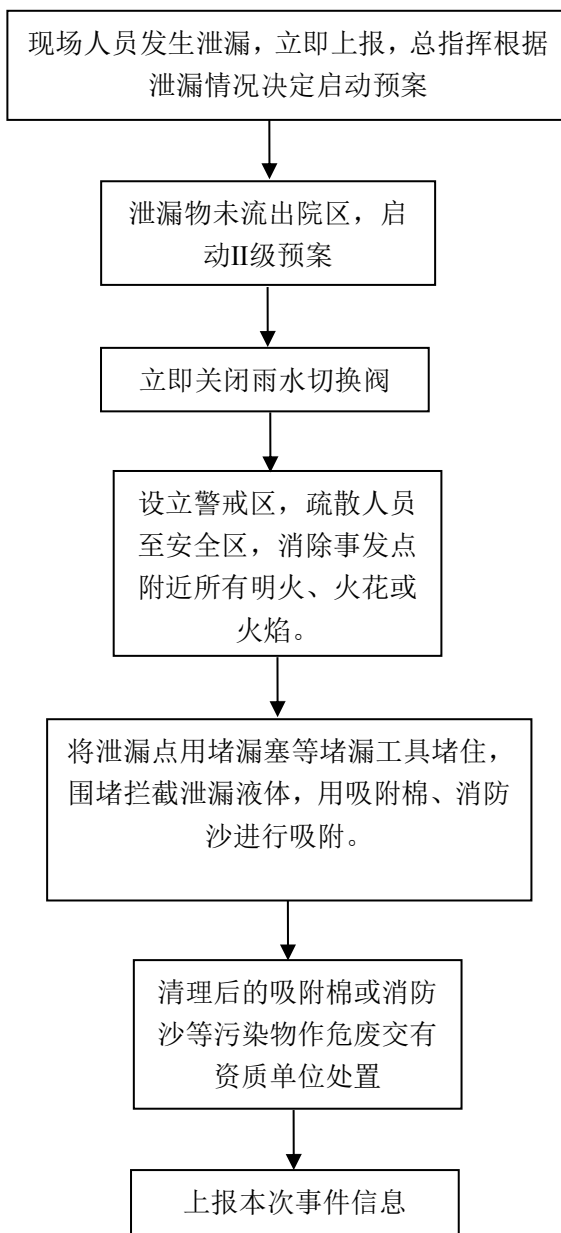 现场人员发生泄漏，立即上报，总指挥根据
泄漏情况决定启动预案
泄漏物未流出院区，启
动II级预案
立即关闭雨水切换阀
设立警戒区，疏散人员
至安全区，消除事发点
附近所有明火、火花或
火焰。
将泄漏点用堵漏塞等堵漏工具堵住，
围堵拦截泄漏液体，用吸附棉、消防
沙进行吸附。
清理后的吸附棉或消防
沙等污染物作危废交有
资质单位处置
上报本次事件信息